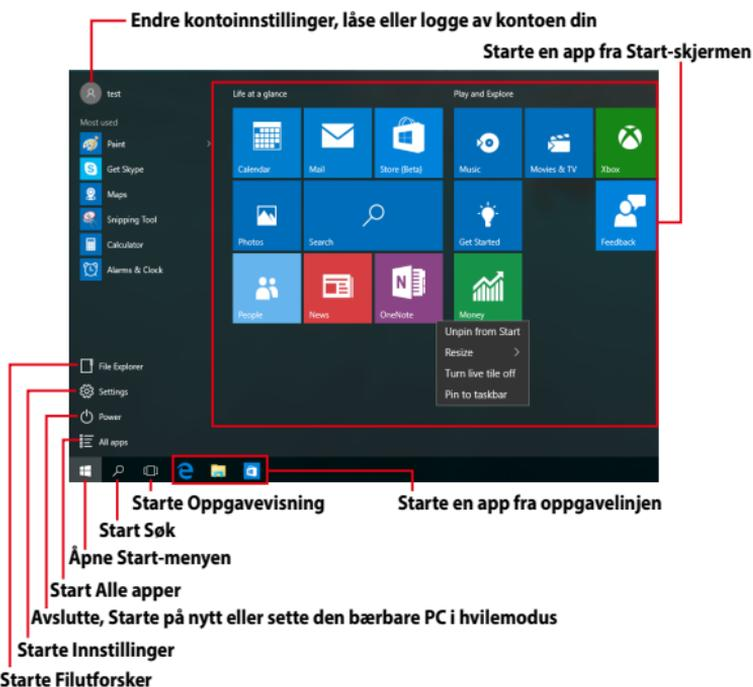 Endre kontoinnstillinger, låse eller logge av kontoen din
Starte en app fra Start-skjermen
test
Life at a glance
Play and Explore
Most used
Paint
Get Skype
Maps
Snipping Tool
Calculator
Alarms & Clock
Calendar
Mail
Store (Beta)
Music
Movies & TV
Xbox
Photos
Search
Get Started
Feedback
People
News
OneNote
Money
Unpin from Start
Resize
Turn live tile off
Pin to taskbar
File Explorer
Settings
Power
All apps
Starte Oppgavevisning
Starte en app fra oppgavelinjen
Start Søk
Åpne Start-menyen
Start Alle apper
Avslutte, Starte på nytt eller sette den bærbare PC i hvilemodus
Starte Innstillinger
Starte Filutforsker